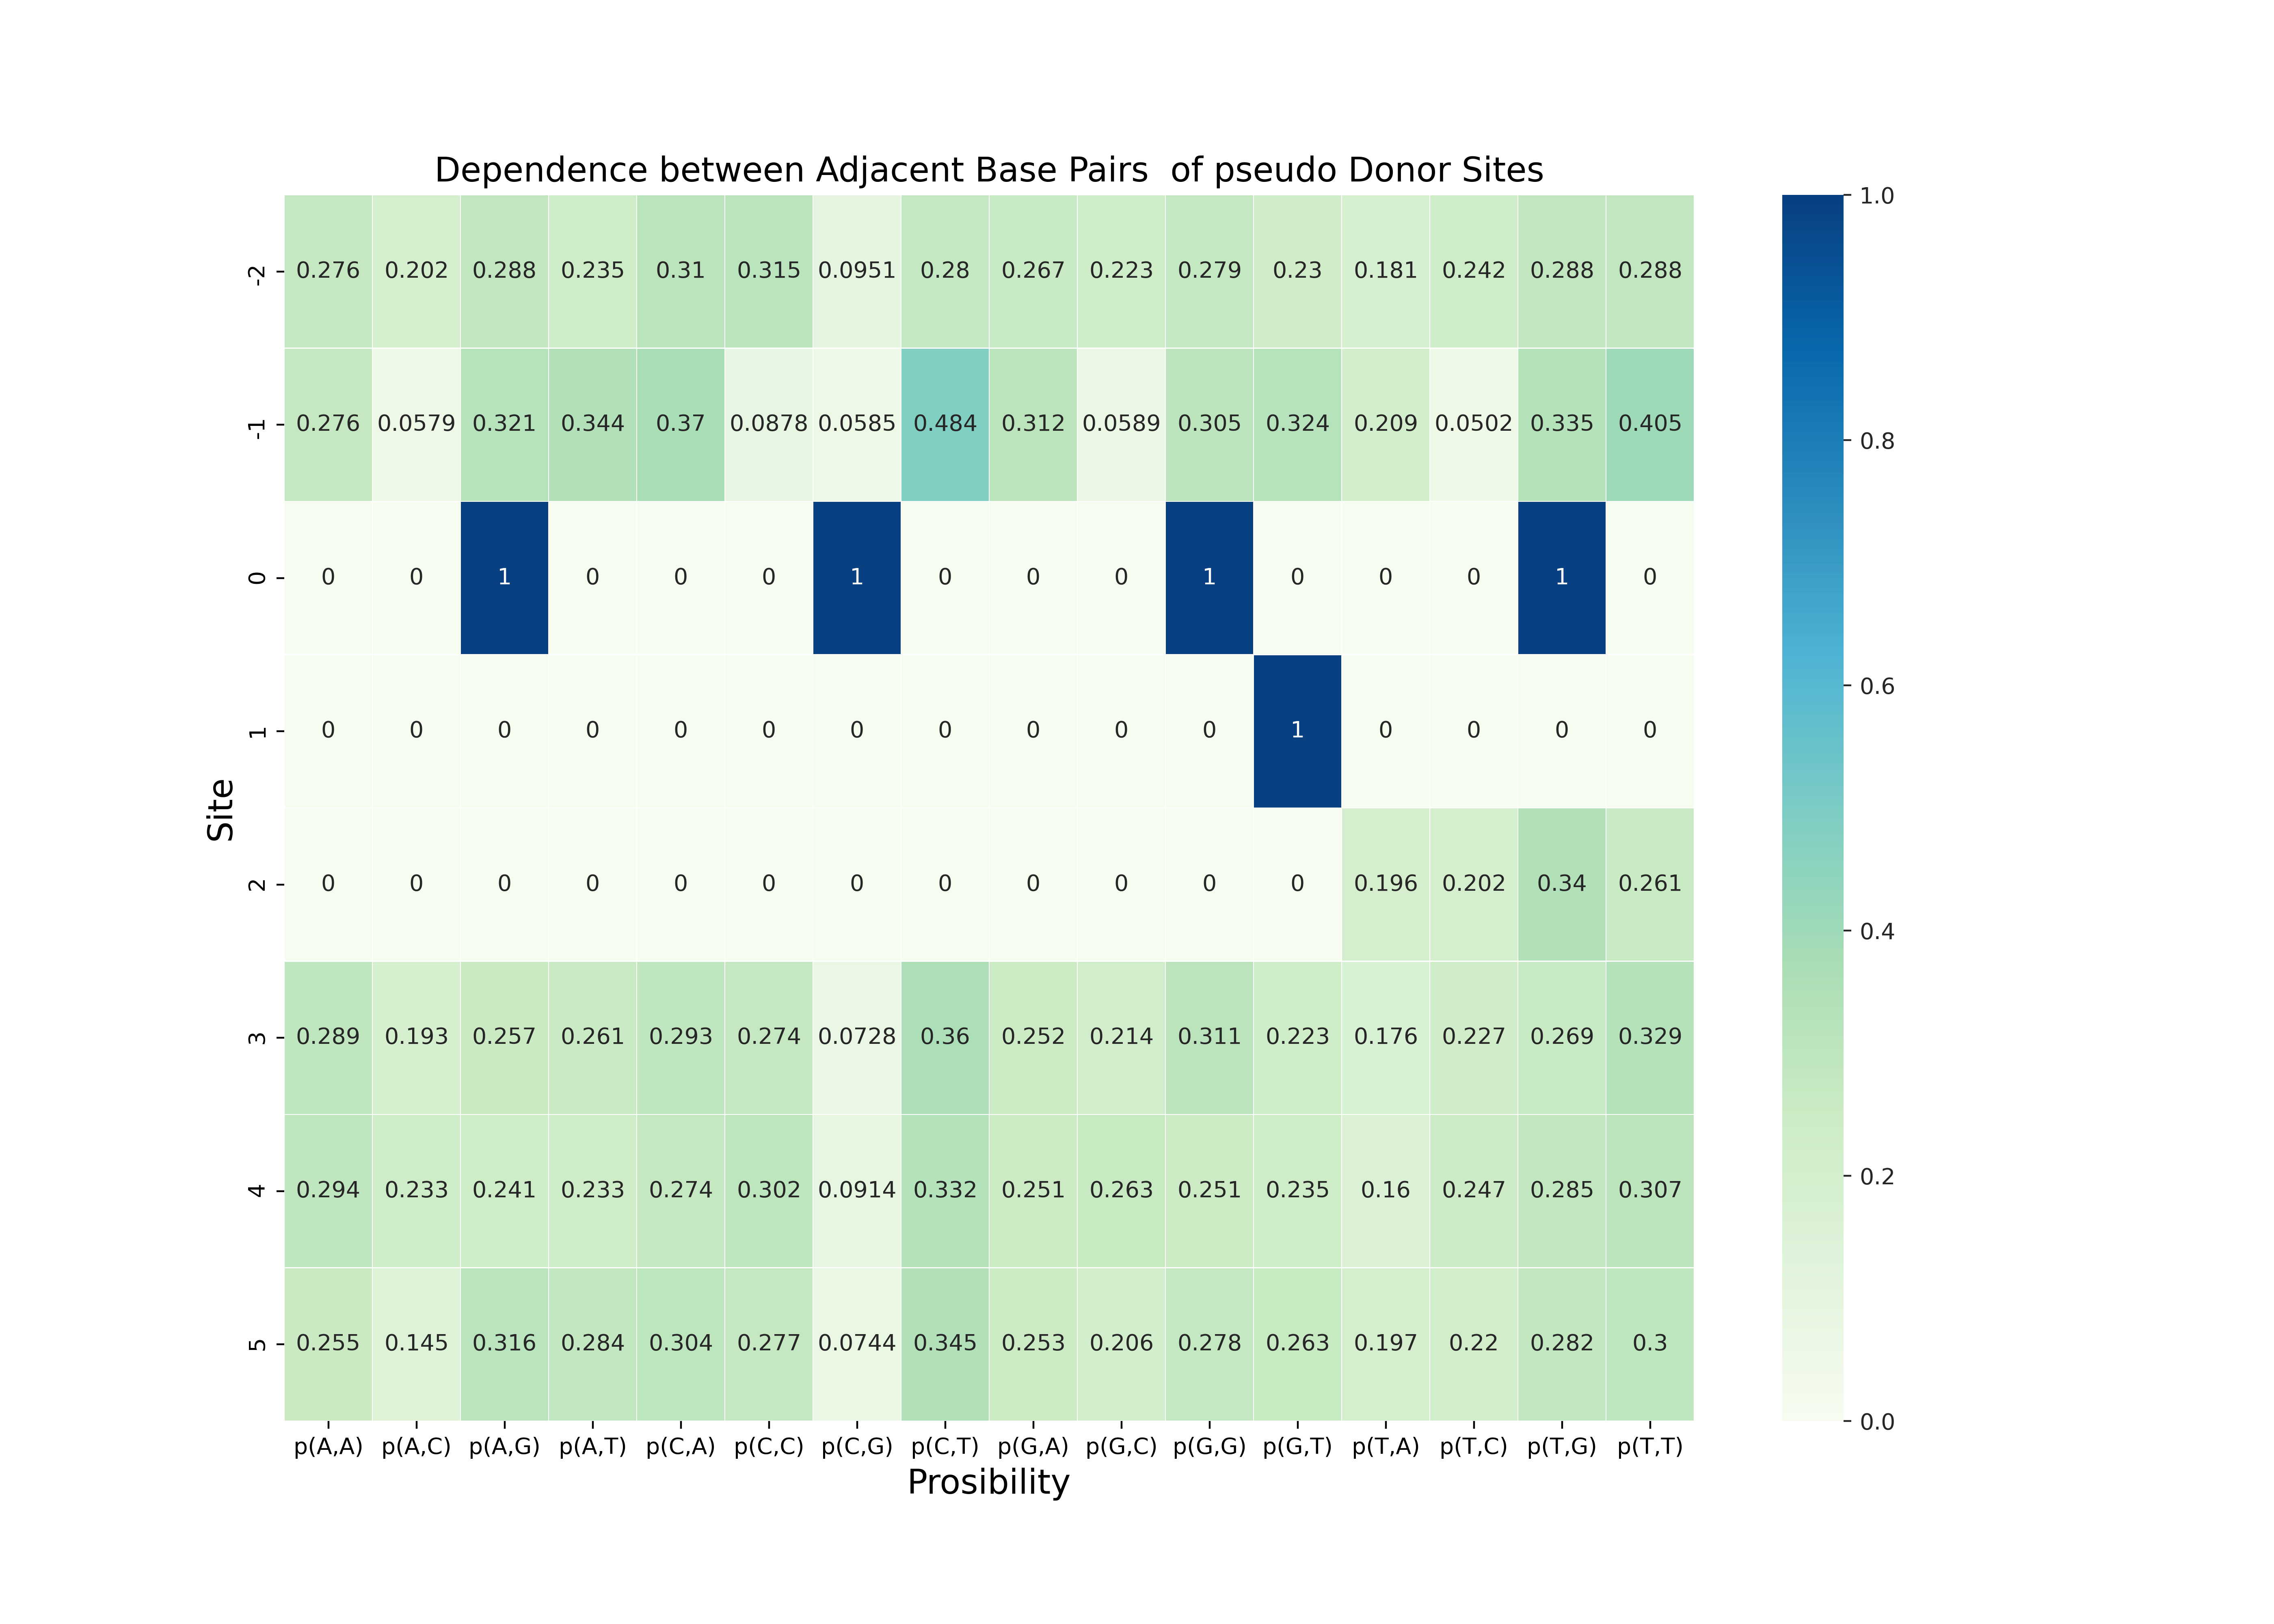 Dependence between Adjacent Base Pairs  of pseudo Donor Sites
-2 0.276 0.202 0.288 0.235 0.31 0.315 0.0951 0.28 0.267 0.223 0.279 0.23 0.181 0.242 0.288 0.288
-1 0.276 0.0579 0.321 0.344 0.37 0.0878 0.0585 0.484 0.312 0.0589 0.305 0.324 0.209 0.0502 0.335 0.405
0 0 0 1 0 0 0 1 0 0 0 1 0 0 0 1 0
1 0 0 0 0 0 0 0 0 0 0 0 1 0 0 0 0
2 0 0 0 0 0 0 0 0 0 0 0 0 0.196 0.202 0.34 0.261
3 0.289 0.193 0.257 0.261 0.293 0.274 0.0728 0.36 0.252 0.214 0.311 0.223 0.176 0.227 0.269 0.329
4 0.294 0.233 0.241 0.233 0.274 0.302 0.0914 0.332 0.251 0.263 0.251 0.235 0.16 0.247 0.285 0.307
5 0.255 0.145 0.316 0.284 0.304 0.277 0.0744 0.345 0.253 0.206 0.278 0.263 0.197 0.22 0.282 0.3
p(A,A) p(A,C) p(A,G) p(A,T) p(C,A) p(C,C) p(C,G) p(C,T) p(G,A) p(G,C) p(G,G) p(G,T) p(T,A) p(T,C) p(T,G) p(T,T)
Prosibility
Site
1.0
0.8
0.6
0.4
0.2
0.0